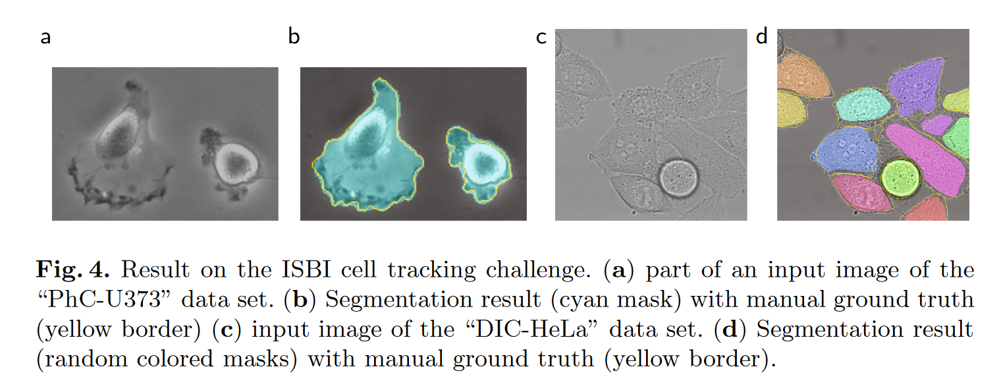 a b c d
Fig. 4. Result on the ISBI cell tracking challenge. (a) part of an input image of the
“PhC-U373” data set. (b) Segmentation result (cyan mask) with manual ground truth
(yellow border) (c) input image of the “DIC-HeLa” data set. (d) Segmentation result
(random colored masks) with manual ground truth (yellow border).